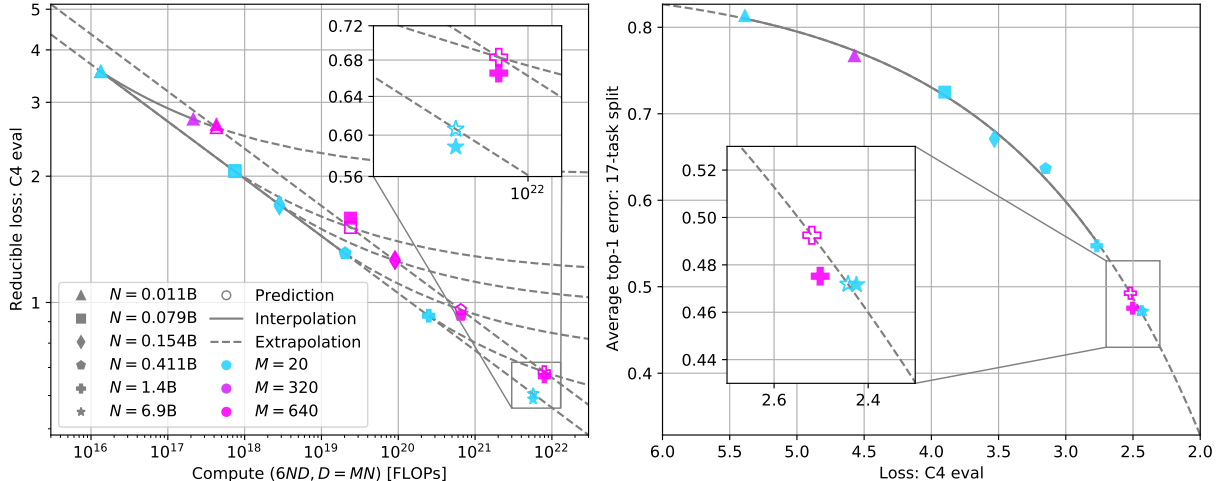 5
4
3
2
1
Reducible loss: C4 eval
10^16
10^17
10^18
10^19
10^20
10^21
10^22
Compute (6ND, D = MN) [FLOPs]
0.72
0.68
0.64
0.60
0.56
10^22
N = 0.011B
N = 0.079B
N = 0.154B
N = 0.411B
N = 1.4B
N = 6.9B
Prediction
Interpolation
Extrapolation
M = 20
M = 320
M = 640
0.8
0.7
0.6
0.5
0.4
Average top-1 error: 17-task split
6.0
5.5
5.0
4.5
4.0
3.5
3.0
2.5
2.0
Loss: C4 eval
0.52
0.50
0.48
0.46
0.44
2.6
2.4